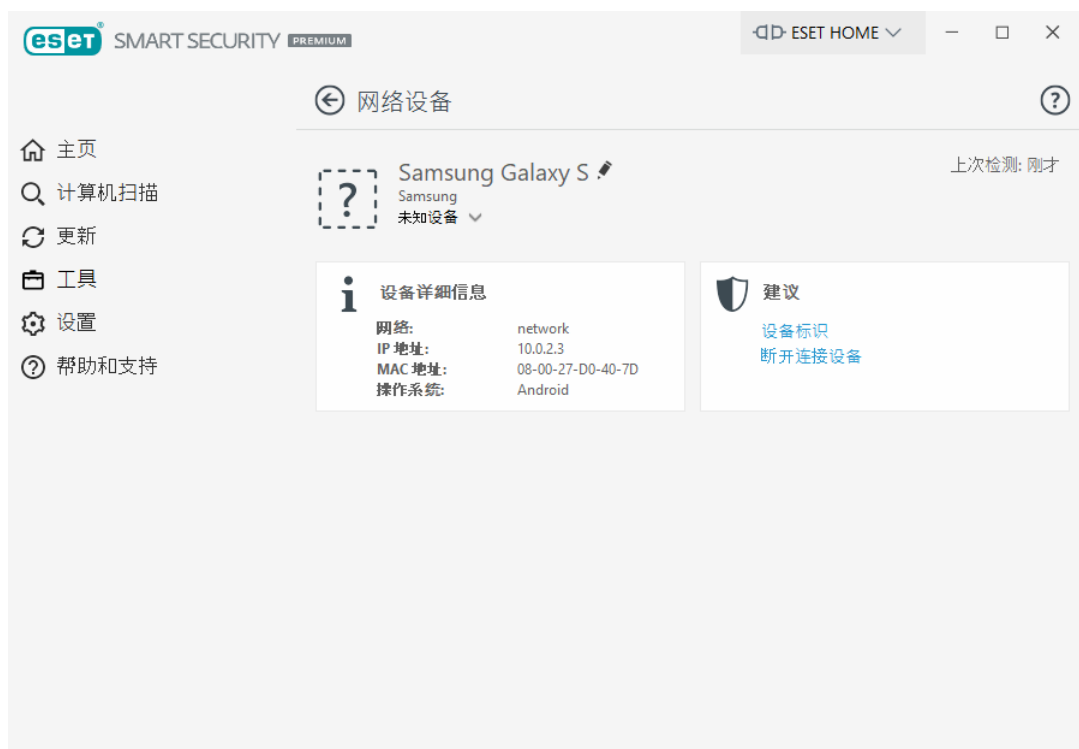 eset® SMART SECURITY PREMIUM
ESET HOME
网络设备
?
主页
计算机扫描
更新
工具
设置
帮助和支持
Samsung Galaxy S
上次检测: 刚才
Samsung
未知设备
设备详细信息
网络: network
IP 地址: 10.0.2.3
MAC 地址: 08-00-27-D0-40-7D
操作系统: Android
建议
设备标识
断开连接设备